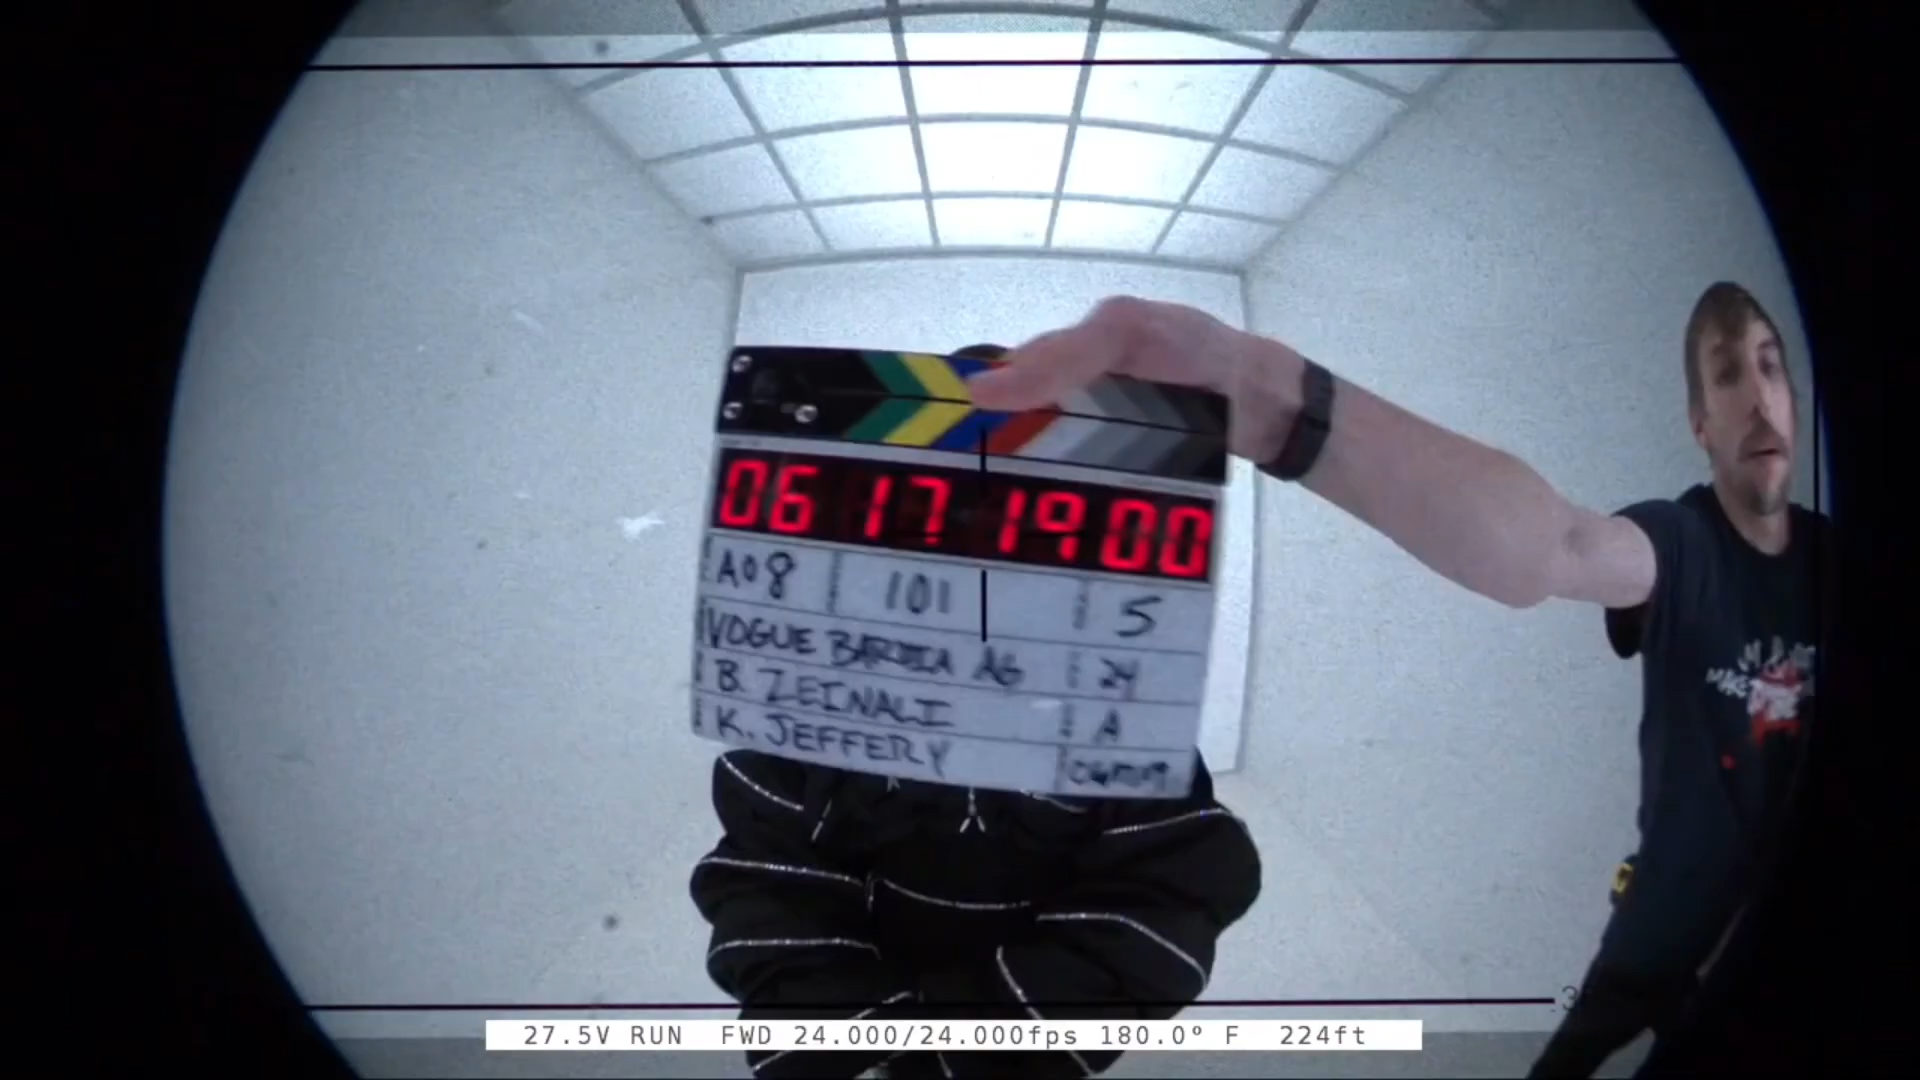 06 17 19 00
A08 101 5
VOGUE BARDIA AG 24
B. ZEINALI A
K. JEFFERY
27.5V RUN FWD 24.000/24.000fps 180.0° F 224ft